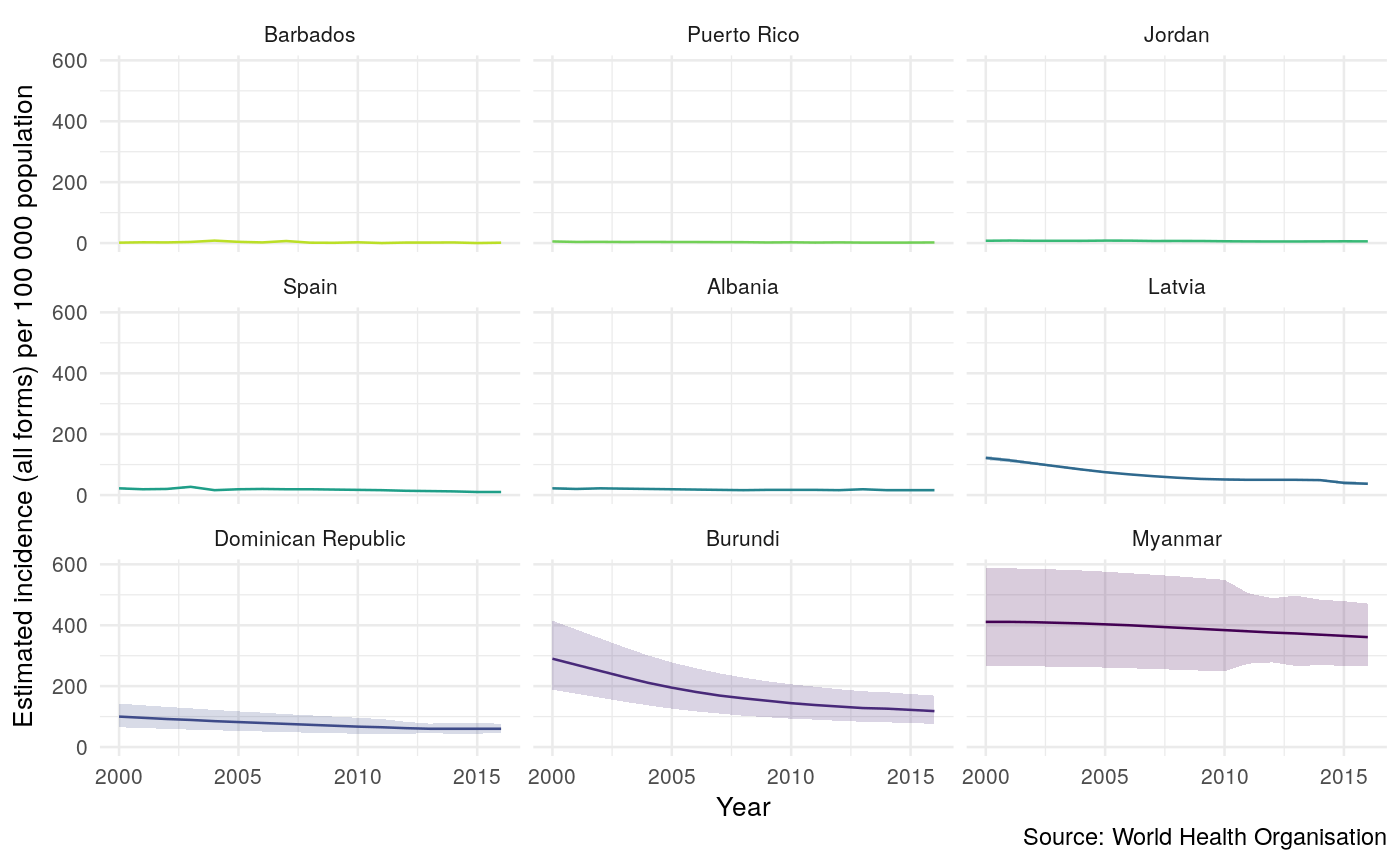 Barbados
Puerto Rico
Jordan
600
400
200
0
Spain
Albania
Latvia
600
400
200
0
Dominican Republic
Burundi
Myanmar
600
400
200
0
2000 2005 2010 2015
2000 2005 2010 2015
2000 2005 2010 2015
Estimated incidence (all forms) per 100 000 population
Year
Source: World Health Organisation